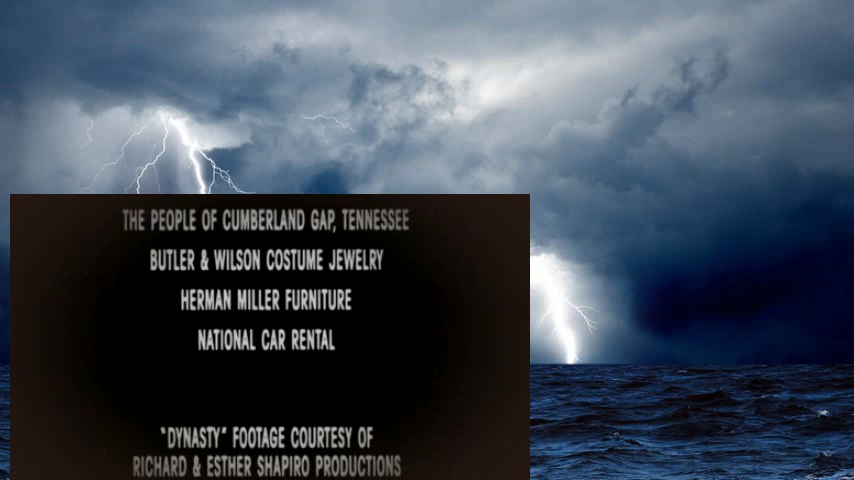 THE PEOPLE OF CUMBERLAND GAP, TENNESSEE
BUTLER & WILSON COSTUME JEWELRY
HERMAN MILLER FURNITURE
NATIONAL CAR RENTAL
"DYNASTY" FOOTAGE COURTESY OF
RICHARD & ESTHER SHAPIRO PRODUCTIONS